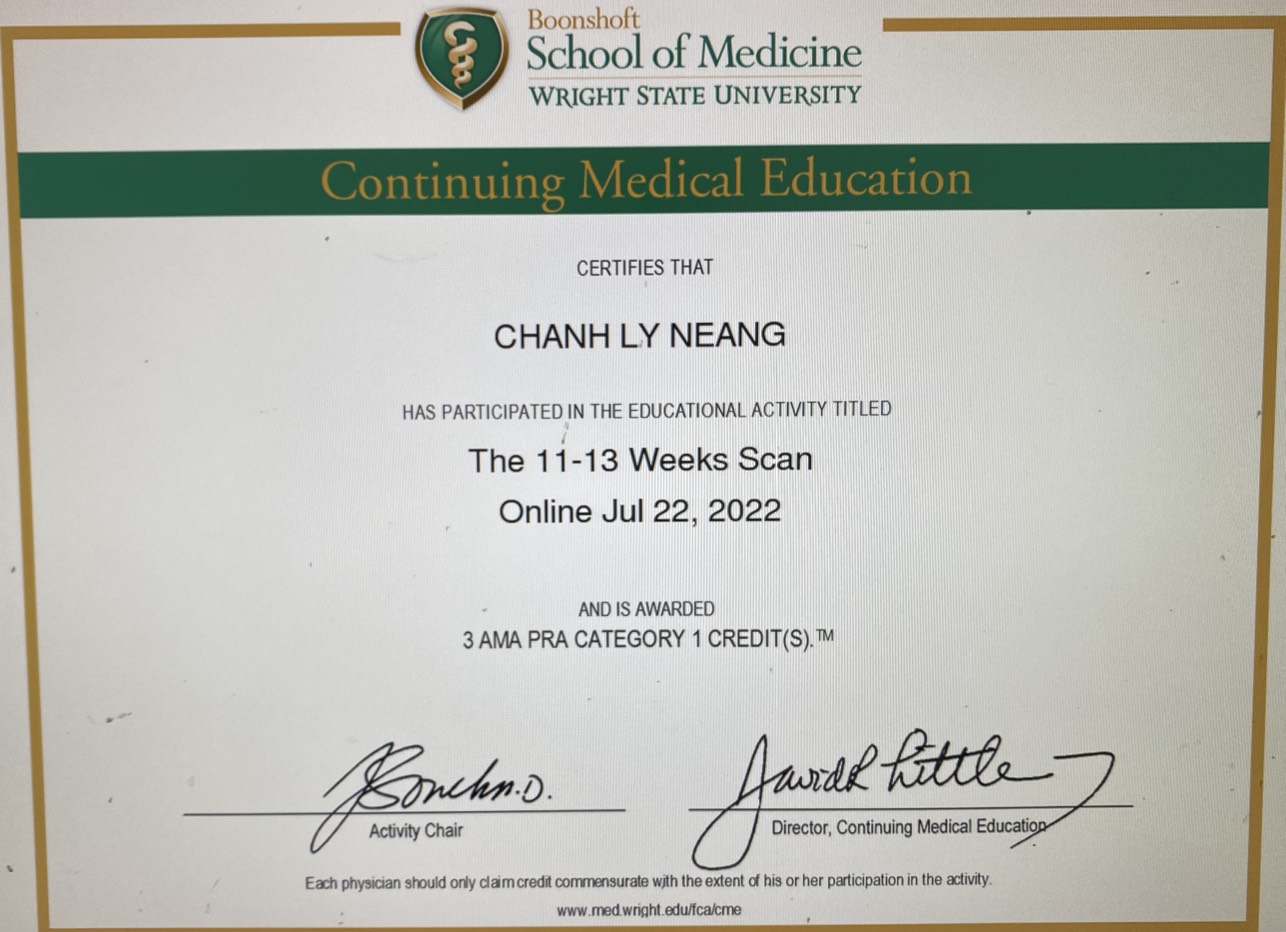 Boonshoft
School of Medicine
WRIGHT STATE UNIVERSITY
Continuing Medical Education
CERTIFIES THAT
CHANH LY NEANG
HAS PARTICIPATED IN THE EDUCATIONAL ACTIVITY TITLED
The 11-13 Weeks Scan
Online Jul 22, 2022
AND IS AWARDED
3 AMA PRA CATEGORY 1 CREDIT(S).™
David R Little
Activity Chair
Director, Continuing Medical Education
Each physician should only claim credit commensurate with the extent of his or her participation in the activity.
www.med.wright.edu/fca/cme